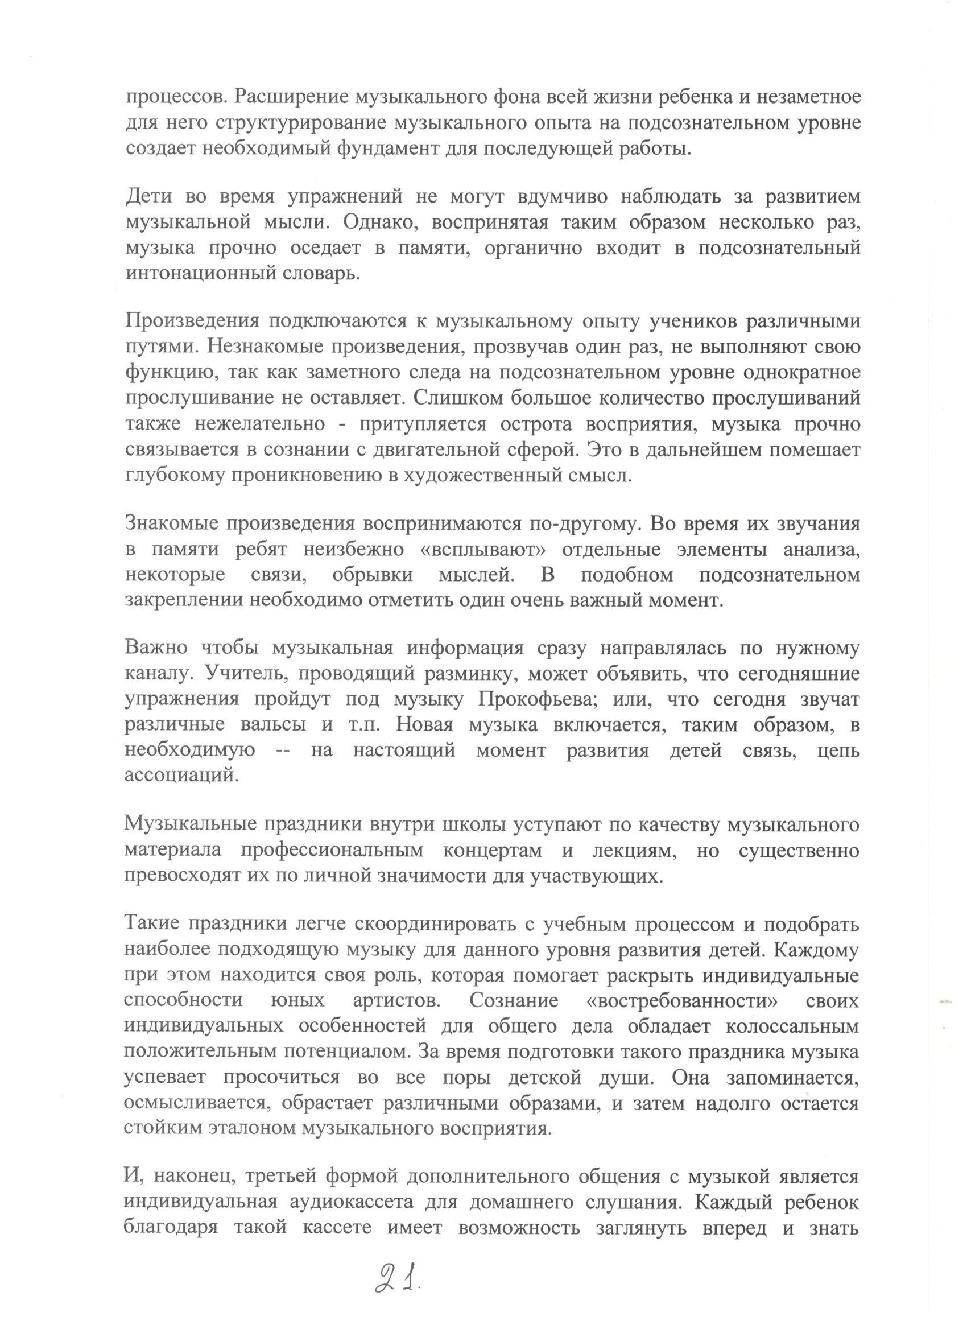 процессов. Расширение музыкального фона всей жизни ребенка и незаметное
для него структурирование музыкального опыта на подсознательном уровне
создает необходимый фундамент для последующей работы.
Дети во время упражнений не могут вдумчиво наблюдать за развитием
музыкальной мысли. Однако, воспринятая таким образом несколько раз,
музыка прочно оседает в памяти, органично входит в подсознательный
интонационный словарь.
Произведения подключаются к музыкальному опыту учеников различными
путями. Незнакомые произведения, прозвучав один раз, не выполняют свою
функцию, так как заметного следа на подсознательном уровне однократное
прослушивание не оставляет. Слишком большое количество прослушиваний
также нежелательно - притупляется острота восприятия, музыка прочно
связывается в сознании с двигательной сферой. Это в дальнейшем помешает
глубокому проникновению в художественный смысл.
Знакомые произведения воспринимаются по-другому. Во время их звучания
в памяти ребят неизбежно «всплывают» отдельные элементы анализа,
некоторые связи, обрывки мыслей. В подобном подсознательном
закреплении необходимо отметить один очень важный момент.
Важно чтобы музыкальная информация сразу направлялась по нужному
каналу. Учитель, проводящий разминку, может объявить, что сегодняшние
упражнения пройдут под музыку Прокофьева; или, что сегодня звучат
различные вальсы и т.п. Новая музыка включается, таким образом, в
необходимую -- на настоящий момент развития детей связь, цепь
ассоциаций.
Музыкальные праздники внутри школы уступают по качеству музыкального
материала профессиональным концертам и лекциям, но существенно
превосходят их по личной значимости для участвующих.
Такие праздники легче скоординировать с учебным процессом и подобрать
наиболее подходящую музыку для данного уровня развития детей. Каждому
при этом находится своя роль, которая помогает раскрыть индивидуальные
способности юных артистов. Сознание «востребованности» своих
индивидуальных особенностей для общего дела обладает колоссальным
положительным потенциалом. За время подготовки такого праздника музыка
успевает просочиться во все поры детской души. Она запоминается,
осмысливается, обрастает различными образами, и затем надолго остается
стойким эталоном музыкального восприятия.
И, наконец, третьей формой дополнительного общения с музыкой является
индивидуальная аудиокассета для домашнего слушания. Каждый ребенок
благодаря такой кассете имеет возможность заглянуть вперед и знать
21.